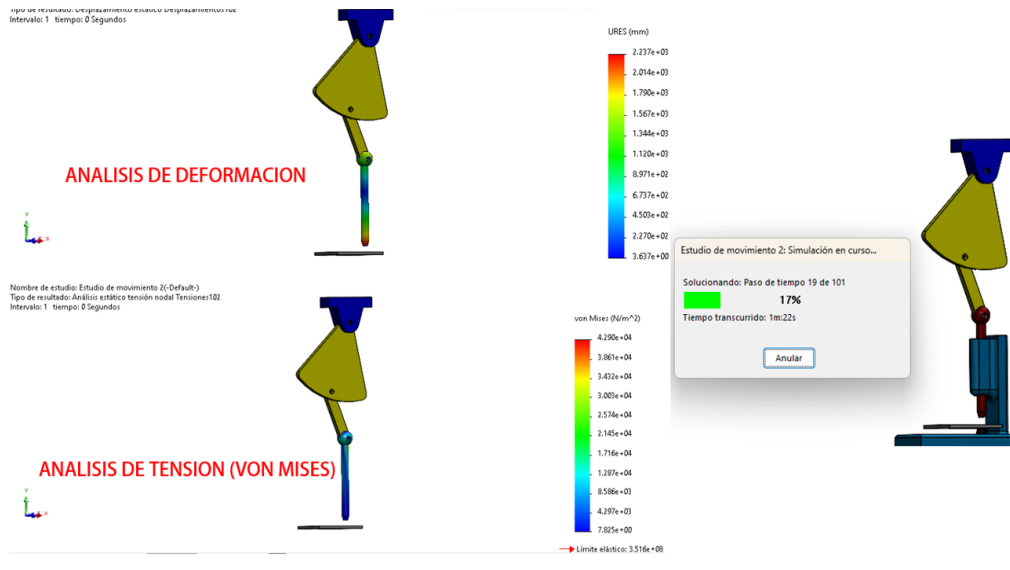 Tipo de resultado: Desplazamiento estático Desplazamientos102
Intervalo: 1 tiempo: 0 Segundos
URES (mm)
2.237e+03
2.014e+03
1.790e+03
1.567e+03
1.344e+03
1.120e+03
8.971e+02
6.737e+02
4.503e+02
2.270e+02
3.637e+00
ANALISIS DE DEFORMACION
Y
X
Nombre de estudio: Estudio de movimiento 2(-Default-)
Tipo de resultado: Análisis estático tensión nodal Tensiones102
Intervalo: 1 tiempo: 0 Segundos
von Mises (N/m^2)
4.290e+04
3.861e+04
3.432e+04
3.003e+04
2.574e+04
2.145e+04
1.716e+04
1.287e+04
8.586e+03
4.297e+03
7.825e+00
Límite elástico: 3.516e+08
ANALISIS DE TENSION (VON MISES)
Y
X
Estudio de movimiento 2: Simulación en curso...
Solucionando: Paso de tiempo 19 de 101
17%
Tiempo transcurrido: 1m:22s
Anular